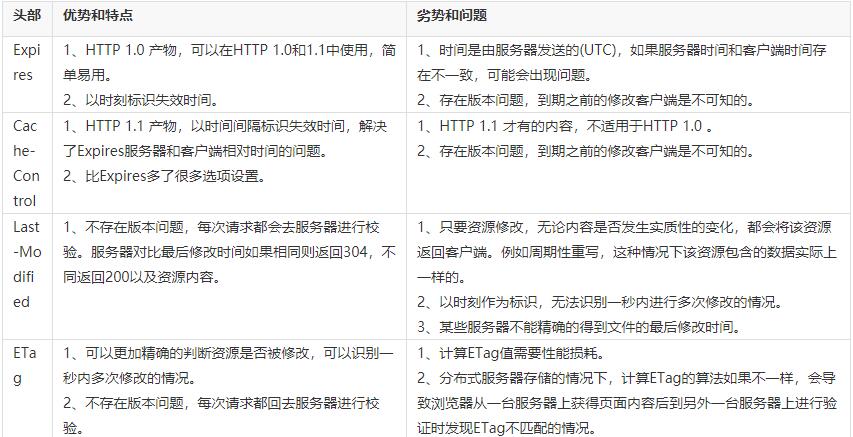 头部 优势和特点 劣势和问题
Expi
res
1、HTTP 1.0 产物，可以在HTTP 1.0和1.1中使用，简
单易用。
2、以时刻标识失效时间。
1、时间是由服务器发送的(UTC)，如果服务器时间和客户端时间存
在不一致，可能会出现问题。
2、存在版本问题，到期之前的修改客户端是不可知的。
Cac
he-
Con
trol
1、HTTP 1.1 产物，以时间间隔标识失效时间，解决
了Expires服务器和客户端相对时间的问题。
2、比Expires多了很多选项设置。
1、HTTP 1.1 才有的内容，不适用于HTTP 1.0 。
2、存在版本问题，到期之前的修改客户端是不可知的。
Last
-Mo
difi
ed
1、不存在版本问题，每次请求都会去服务器进行校
验。服务器对比最后修改时间如果相同则返回304，不
同返回200以及资源内容。
1、只要资源修改，无论内容是否发生实质性的变化，都会将该资源
返回客户端。例如周期性重写，这种情况下该资源包含的数据实际上
一样的。
2、以时刻作为标识，无法识别一秒内进行多次修改的情况。
3、某些服务器不能精确的得到文件的最后修改时间。
ETa
g
1、可以更加精确的判断资源是否被修改，可以识别一
秒内多次修改的情况。
2、不存在版本问题，每次请求都回去服务器进行校
验。
1、计算ETag值需要性能损耗。
2、分布式服务器存储的情况下，计算ETag的算法如果不一样，会导
致浏览器从一台服务器上获得页面内容后到另外一台服务器上进行验
证时发现ETag不匹配的情况。